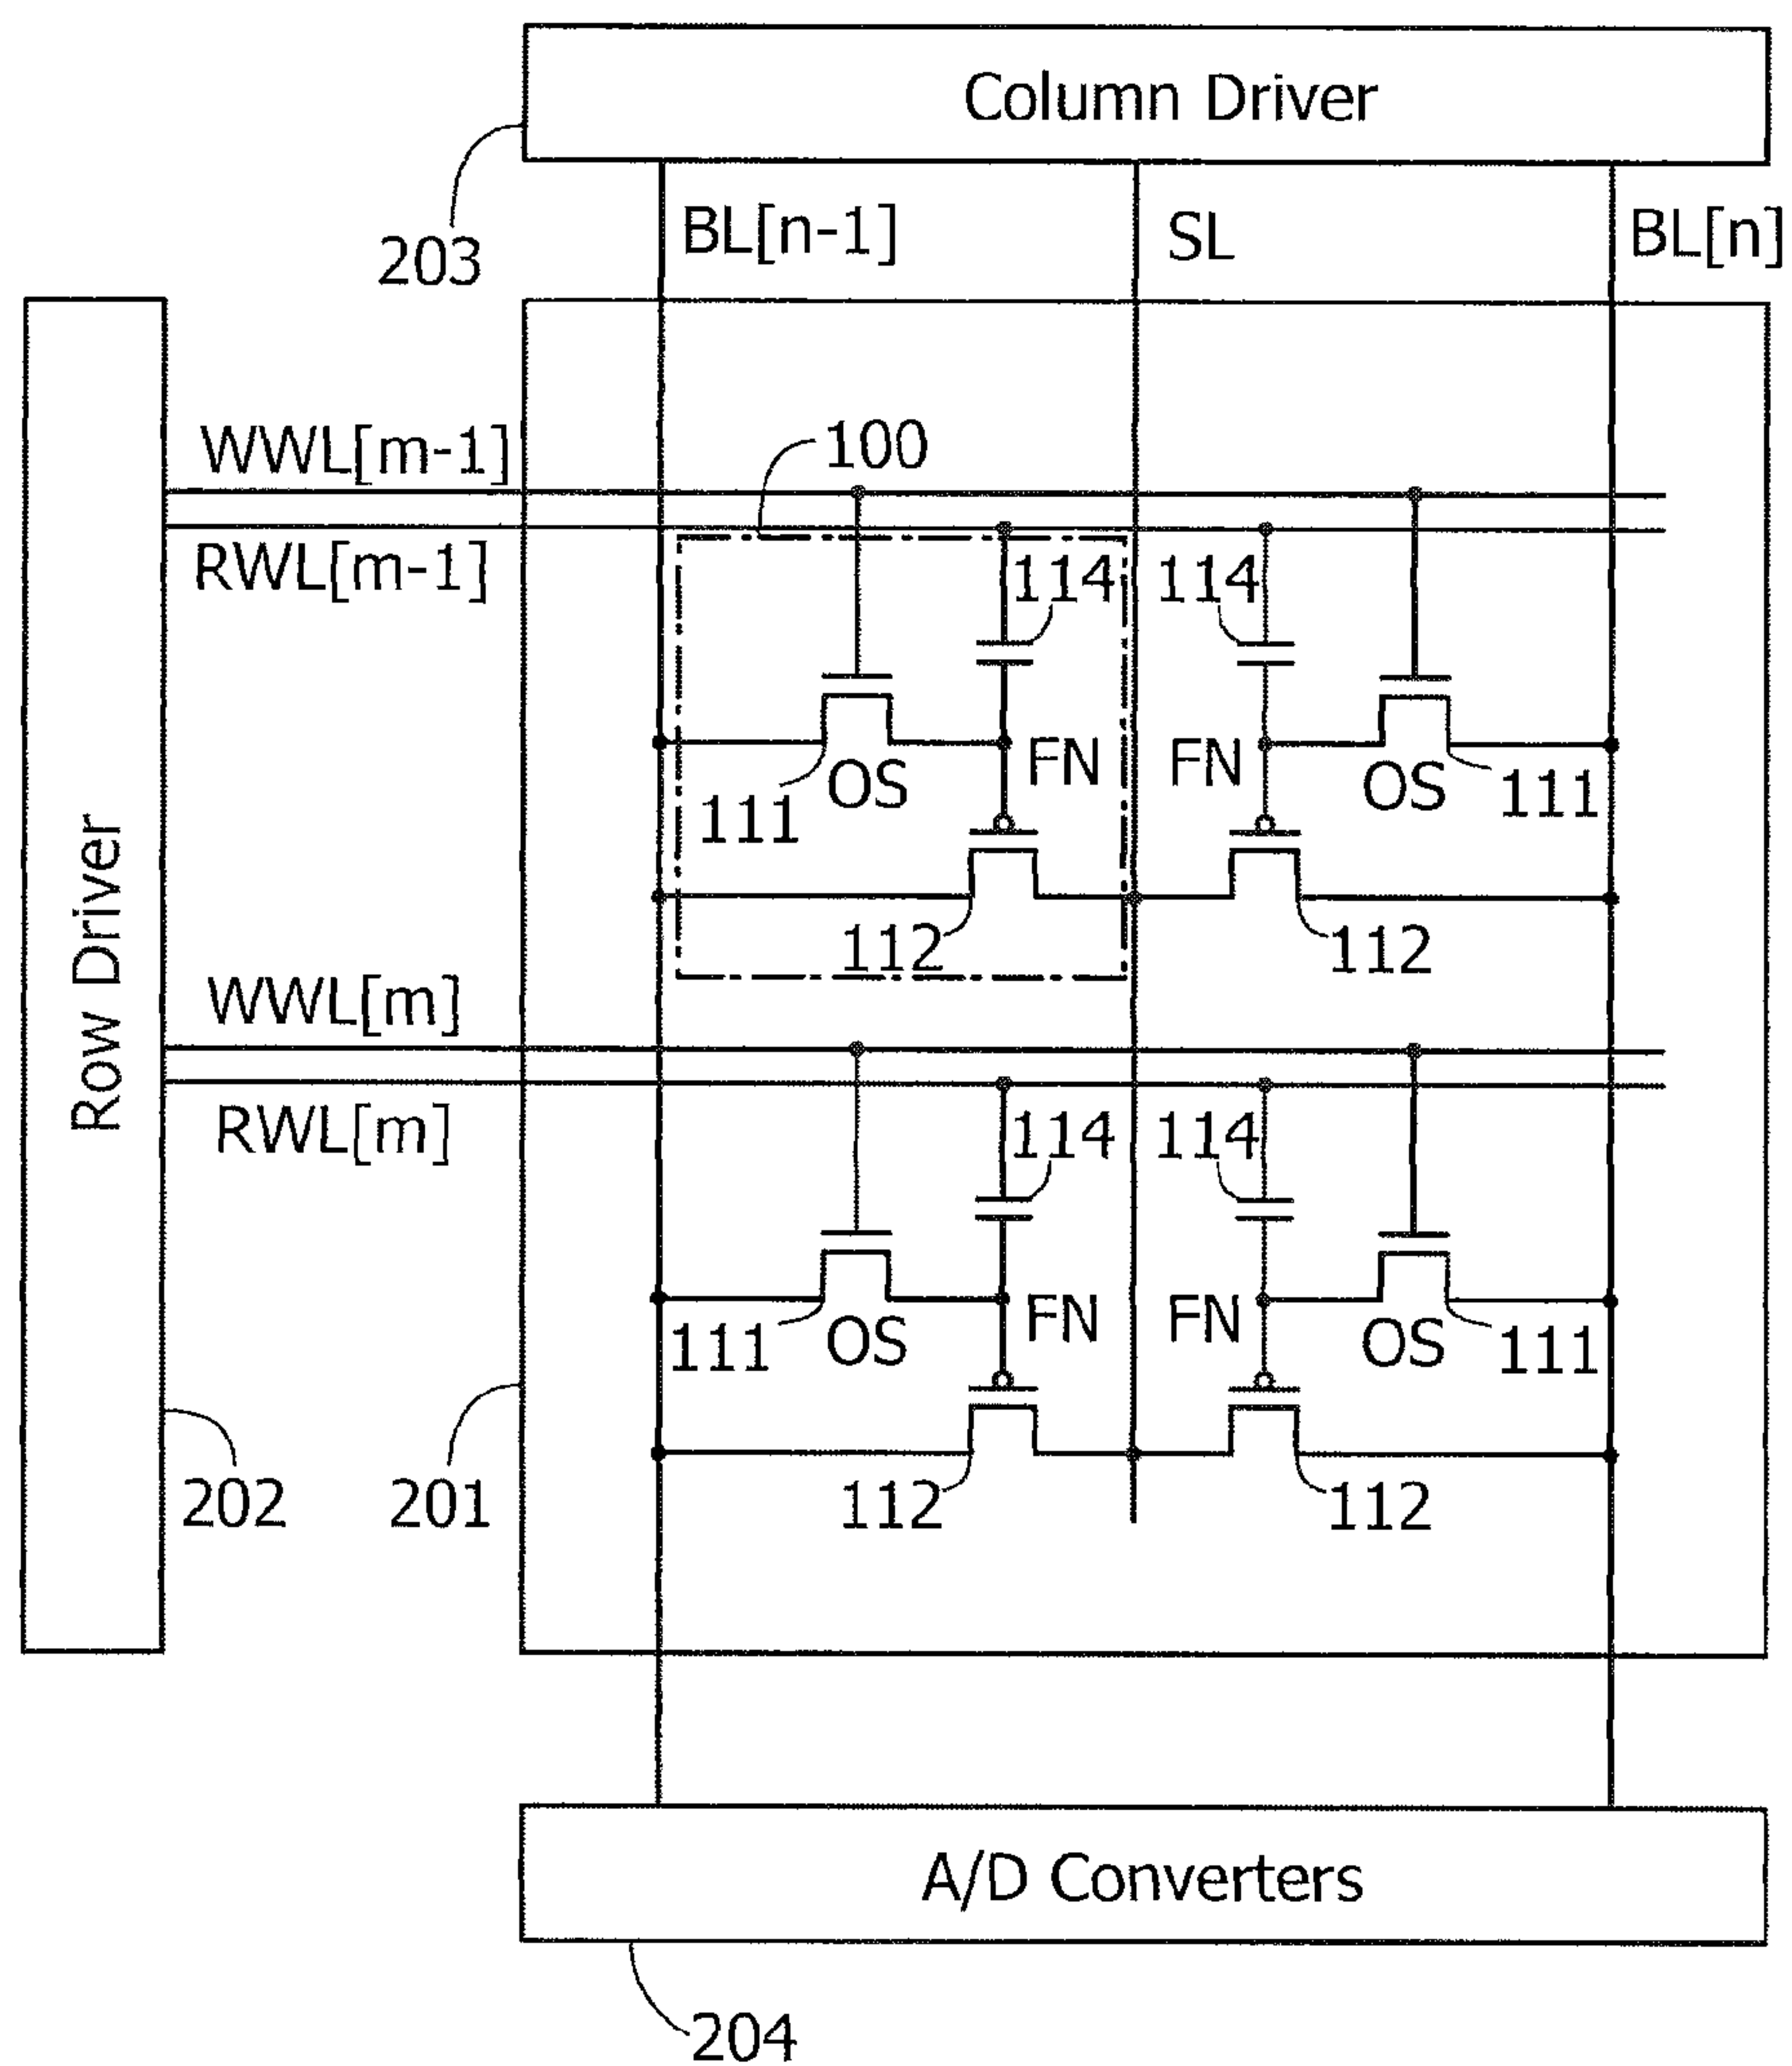 Column Driver
203
BL[n-1]
SL
BL[n]
WWL[m-1]
100
RWL[m-1]
114
114
FN
FN
111
OS
OS
111
112
112
Row Driver
WWL[m]
RWL[m]
114
114
FN
FN
111
OS
OS
111
202
201
112
112
A/D Converters
204